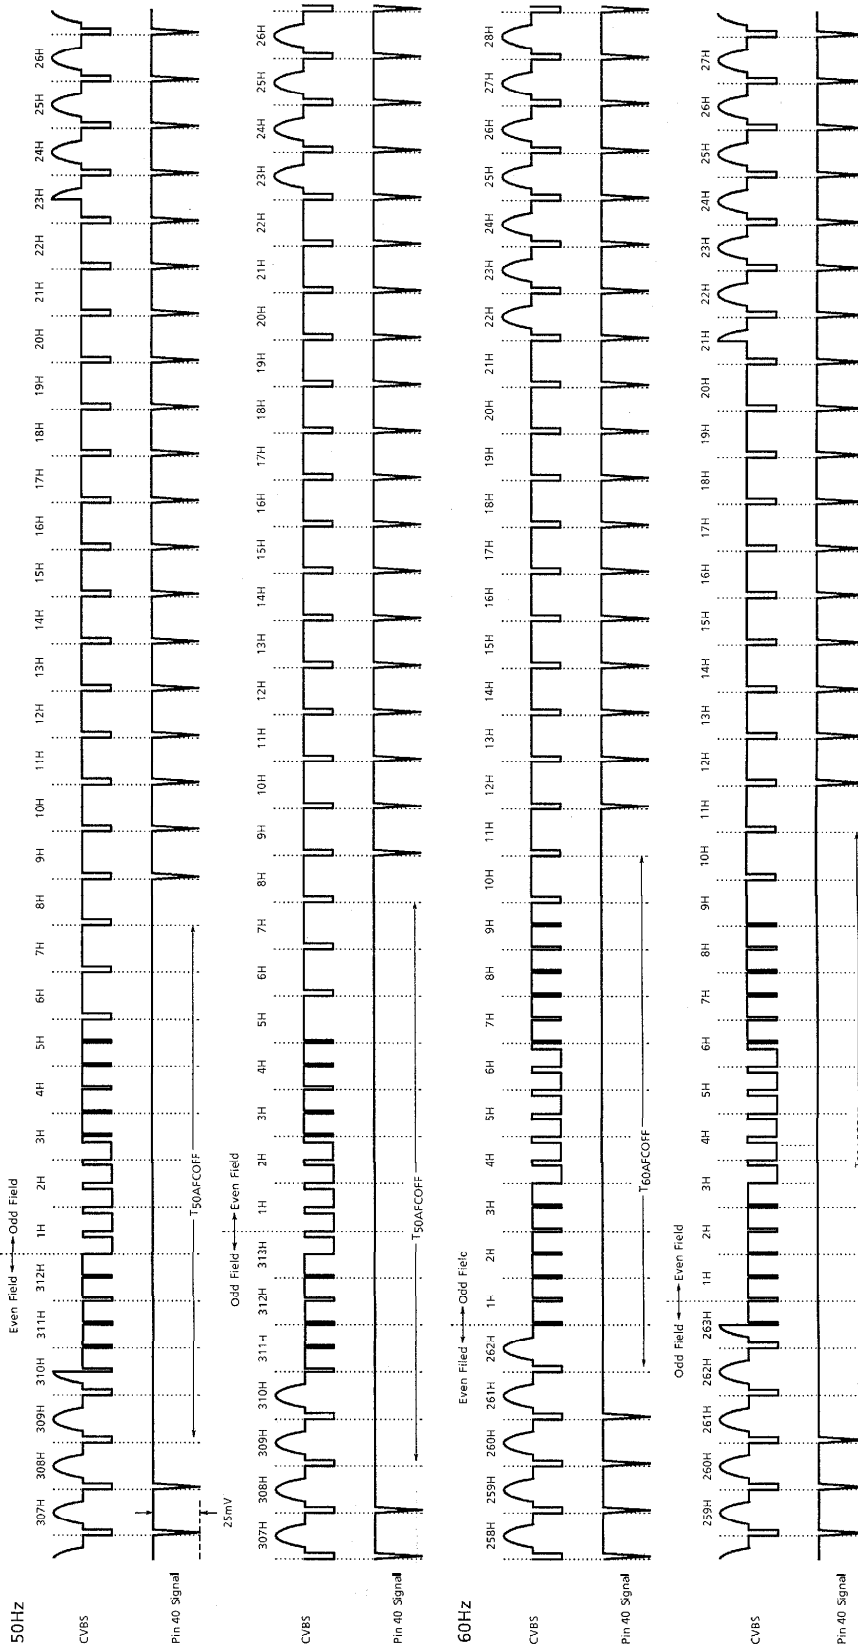 50Hz
307H 308H 309H 310H 311H 312H 1H 2H 3H 4H 5H 6H 7H 8H 9H 10H 11H 12H 13H 14H 15H 16H 17H 18H 19H 20H 21H 22H 23H 24H 25H 26H
Even Field Odd Field
CVBS
Pin 40 Signal
25mV
T50AFCOFF
307H 308H 309H 310H 311H 312H 313H 1H 2H 3H 4H 5H 6H 7H 8H 9H 10H 11H 12H 13H 14H 15H 16H 17H 18H 19H 20H 21H 22H 23H 24H 25H 26H
Odd Field Even Field
CVBS
Pin 40 Signal
T50AFCOFF
60Hz
258H 259H 260H 261H 262H 1H 2H 3H 4H 5H 6H 7H 8H 9H 10H 11H 12H 13H 14H 15H 16H 17H 18H 19H 20H 21H 22H 23H 24H 25H 26H 27H 28H
Even Filed Odd Field
CVBS
Pin 40 Signal
T60AFCOFF
259H 260H 261H 262H 263H 1H 2H 3H 4H 5H 6H 7H 8H 9H 10H 11H 12H 13H 14H 15H 16H 17H 18H 19H 20H 21H 22H 23H 24H 25H 26H 27H
Odd Field Even Field
CVBS
Pin 40 Signal